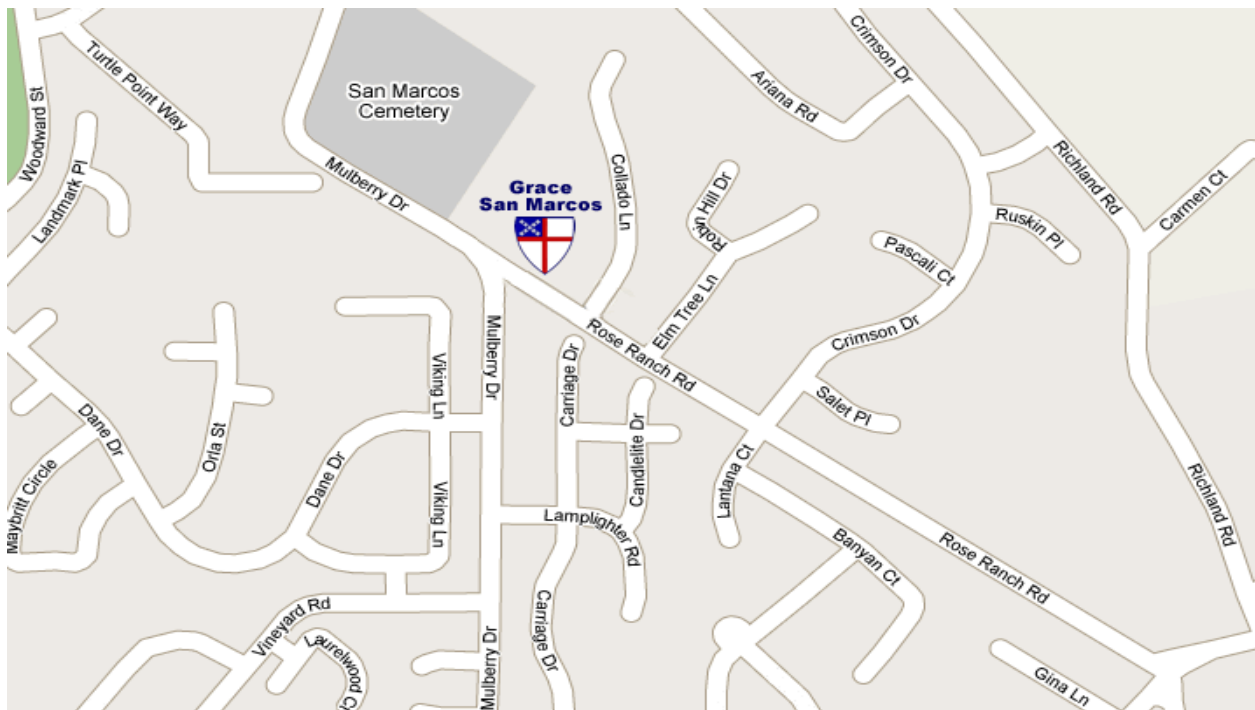 Crimson Dr
Turtle Point Way
Woodward St
San Marcos
Cemetery
Ariana Rd
Richland Rd
Landmark Pl
Mulberry Dr
Grace
San Marcos
Collado Ln
Robin Hill Dr
Carmen Ct
Ruskin Pl
Pascali Ct
Elm Tree Ln
Crimson Dr
Mulberry Dr
Rose Ranch Rd
Viking Ln
Carriage Dr
Salet Pl
Dane Dr
Orla St
Candlelite Dr
Maybritt Circle
Dane Dr
Viking Ln
Lantana Ct
Lamplighter Rd
Banyan Ct
Richland Rd
Rose Ranch Rd
Vineyard Rd
Carriage Dr
Laurelwood C
Mulberry Dr
Gina Ln